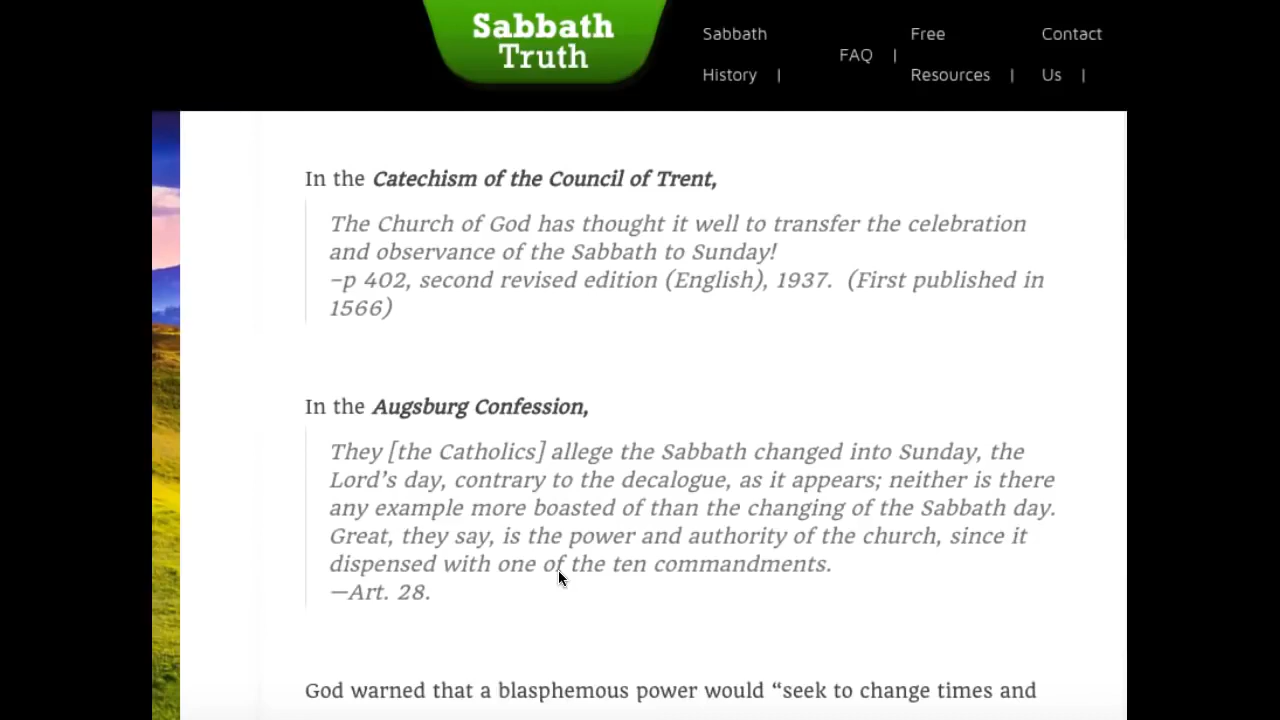 Sabbath
Truth
Sabbath
History |
FAQ |
Free
Resources |
Contact
Us |
In the Catechism of the Council of Trent,
The Church of God has thought it well to transfer the celebration
and observance of the Sabbath to Sunday!
–p 402, second revised edition (English), 1937.  (First published in
1566)
In the Augsburg Confession,
They [the Catholics] allege the Sabbath changed into Sunday, the
Lord’s day, contrary to the decalogue, as it appears; neither is there
any example more boasted of than the changing of the Sabbath day.
Great, they say, is the power and authority of the church, since it
dispensed with one of the ten commandments.
—Art. 28.
God warned that a blasphemous power would “seek to change times and